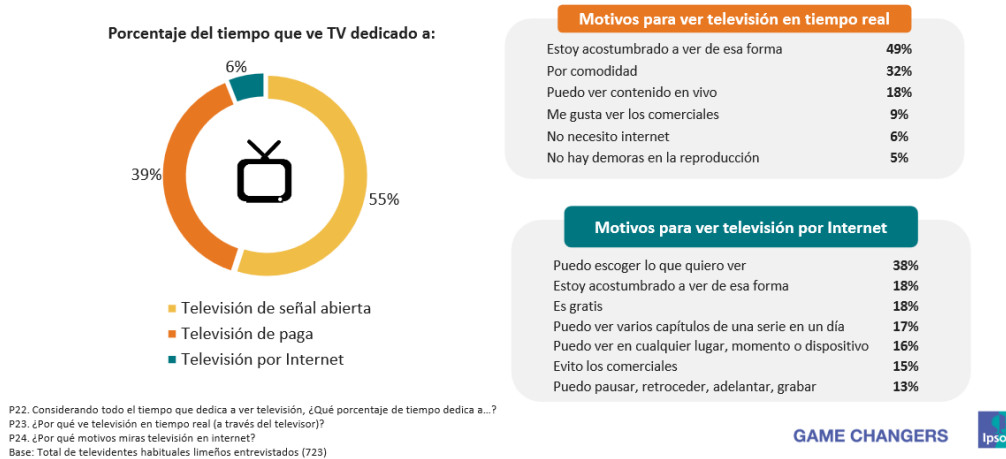 Porcentaje del tiempo que ve TV dedicado a:
6%
39%
55%
Televisión de señal abierta
Televisión de paga
Televisión por Internet
Motivos para ver televisión en tiempo real
Estoy acostumbrado a ver de esa forma 49%
Por comodidad 32%
Puedo ver contenido en vivo 18%
Me gusta ver los comerciales 9%
No necesito internet 6%
No hay demoras en la reproducción 5%
Motivos para ver televisión por Internet
Puedo escoger lo que quiero ver 38%
Estoy acostumbrado a ver de esa forma 18%
Es gratis 18%
Puedo ver varios capítulos de una serie en un día 17%
Puedo ver en cualquier lugar, momento o dispositivo 16%
Evito los comerciales 15%
Puedo pausar, retroceder, adelantar, grabar 13%
P22. Considerando todo el tiempo que dedica a ver televisión, ¿Qué porcentaje de tiempo dedica a...?
P23. ¿Por qué ve televisión en tiempo real (a través del televisor)?
P24. ¿Por qué motivos miras televisión en internet?
Base: Total de televidentes habituales limeños entrevistados (723)
GAME CHANGERS
Ipso